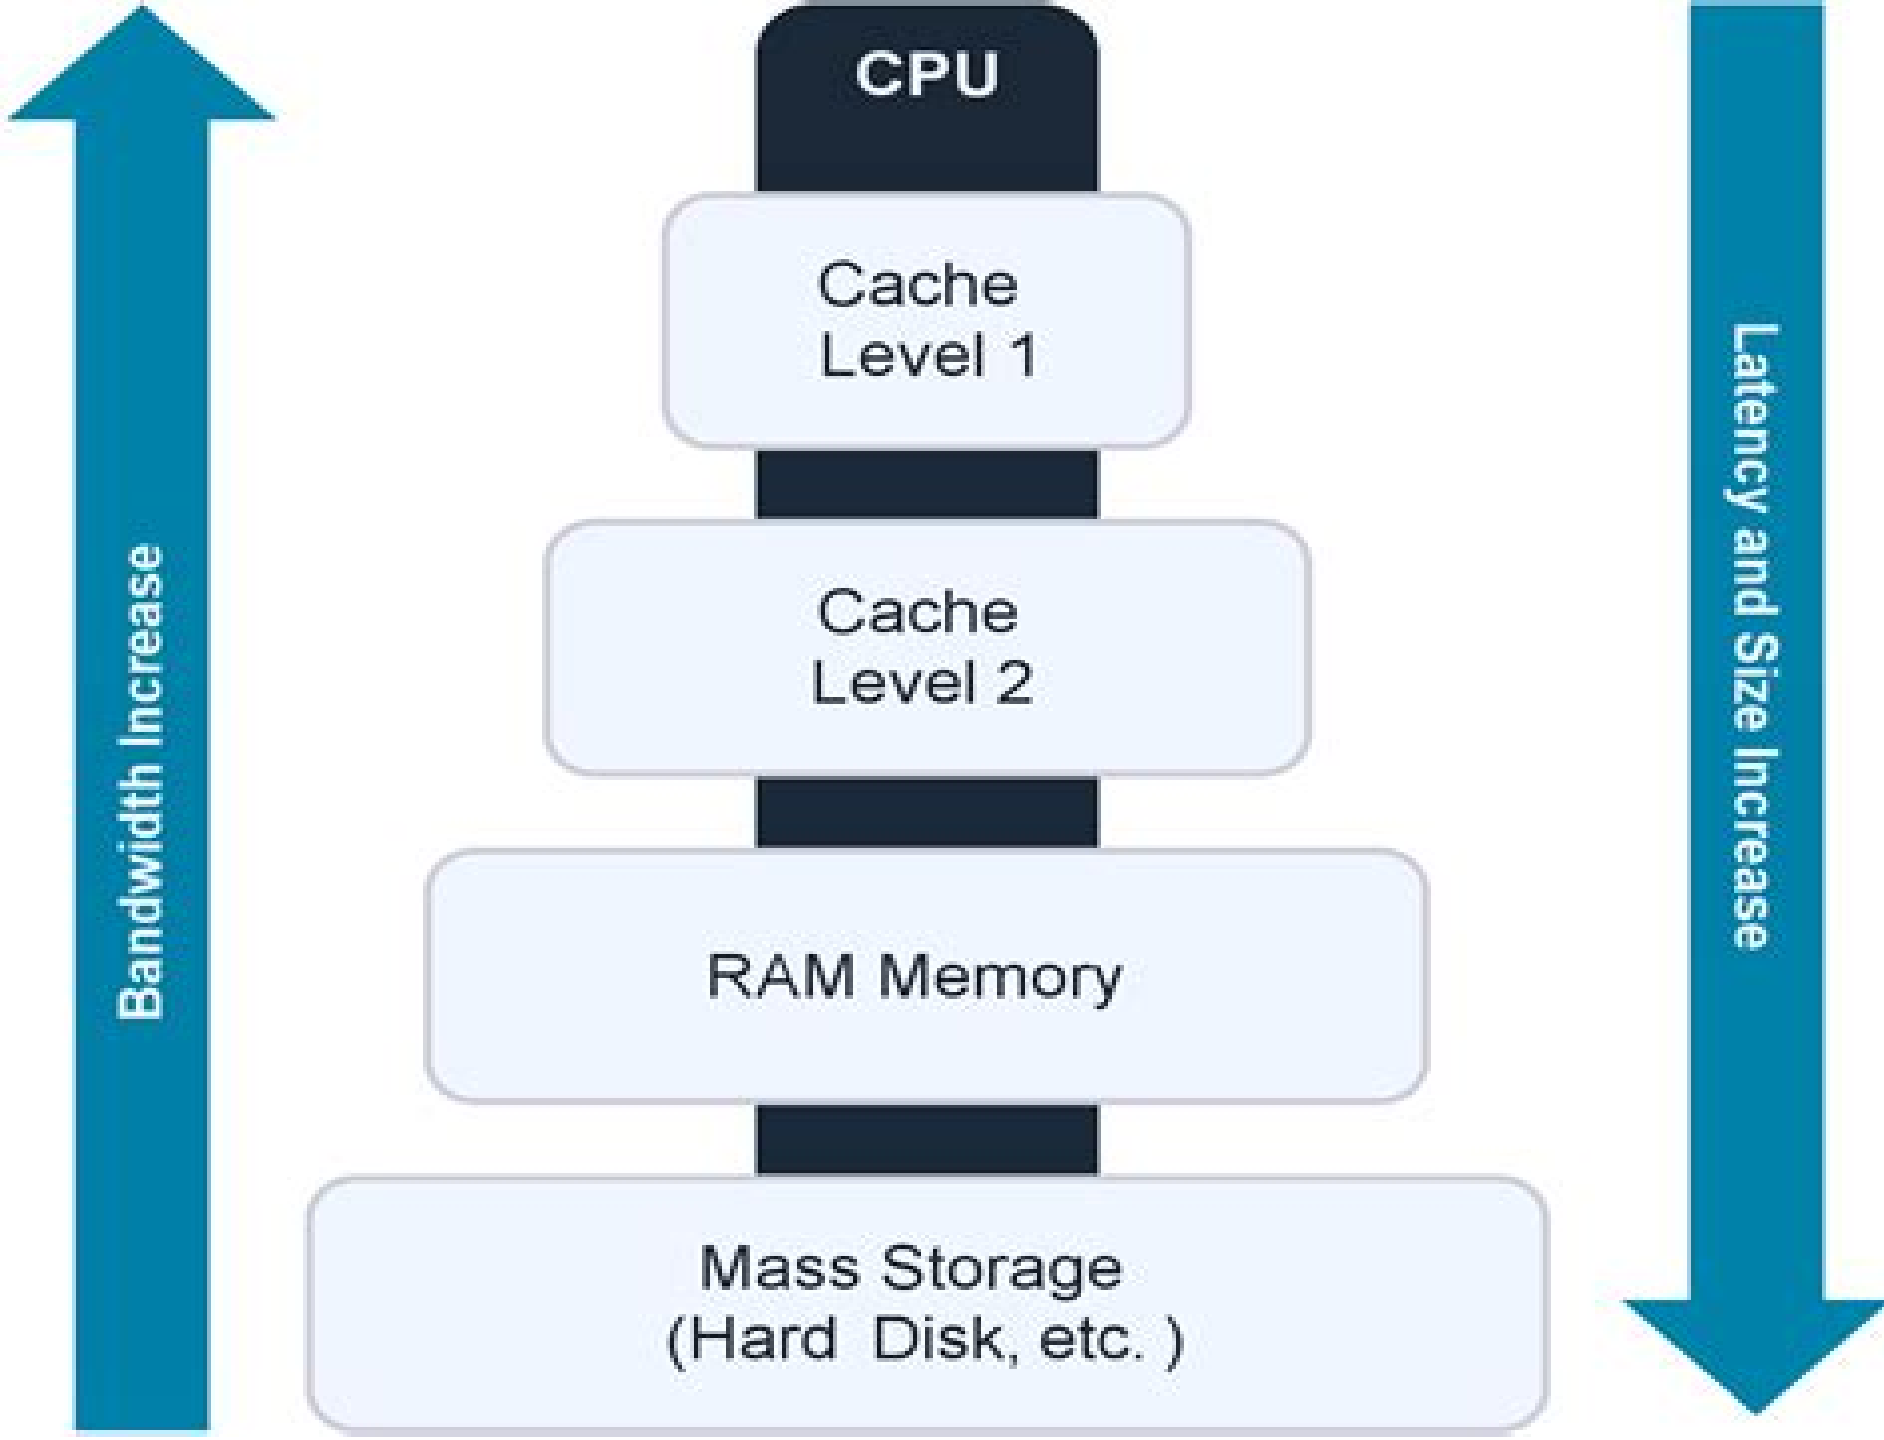 CPU
Cache
Level 1
Cache
Level 2
RAM Memory
Mass Storage
(Hard Disk, etc. )
Bandwidth Increase
Latency and Size Increase